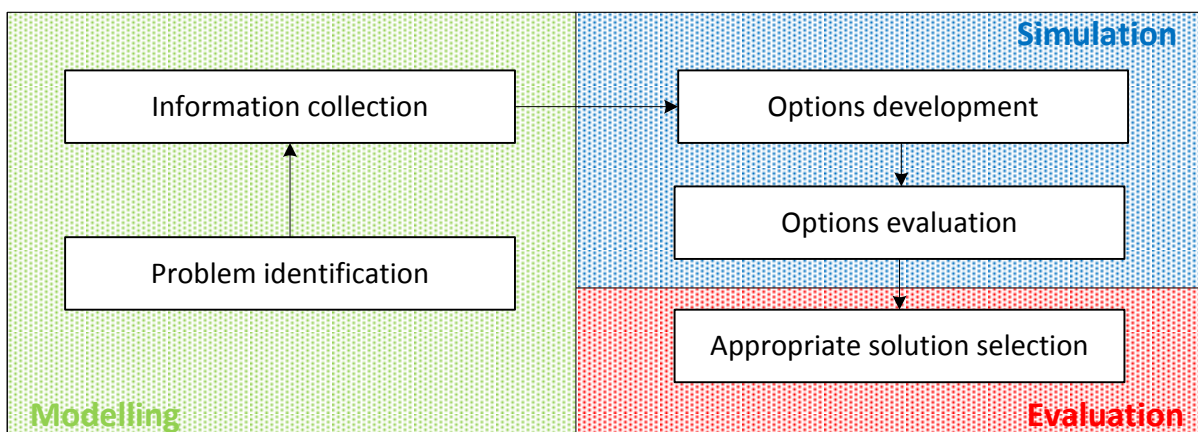 Simulation
Information collection
Options development
Options evaluation
Problem identification
Appropriate solution selection
Modelling
Evaluation